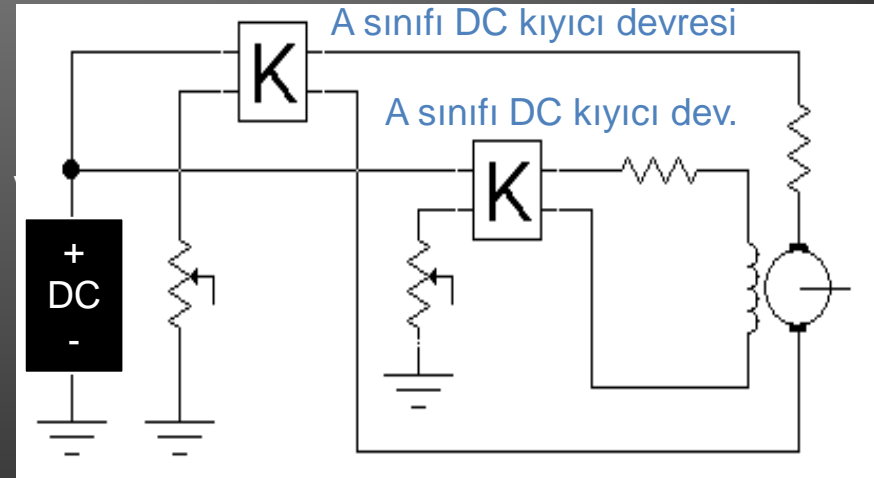 A sınıfı DC kıyıcı devresi
K
A sınıfı DC kıyıcı dev.
K
+
DC
-